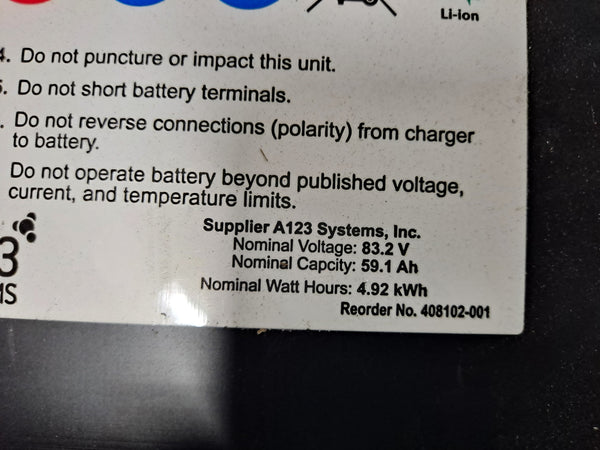 Li-ion
4. Do not puncture or impact this unit.
5. Do not short battery terminals.
. Do not reverse connections (polarity) from charger
to battery.
Do not operate battery beyond published voltage,
current, and temperature limits.
3
Supplier A123 Systems, Inc.
Nominal Voltage: 83.2 V
Nominal Capcity: 59.1 Ah
Nominal Watt Hours: 4.92 kWh
Reorder No. 408102-001